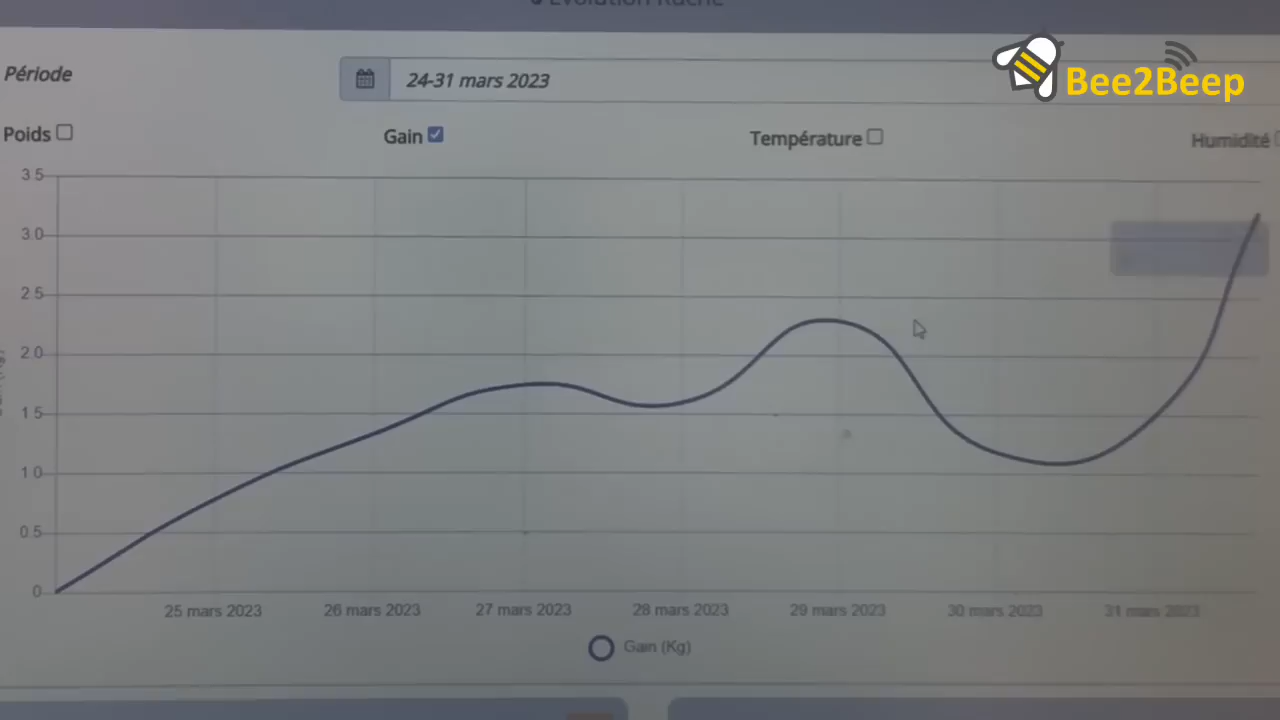 Evolution Ruche
Période
24-31 mars 2023
Bee2Beep
Poids
Gain
Température
Humidité
3.5
3.0
2.5
2.0
1.5
1.0
0.5
0
25 mars 2023
26 mars 2023
27 mars 2023
28 mars 2023
29 mars 2023
30 mars 2023
31 mars 2023
Gain (Kg)